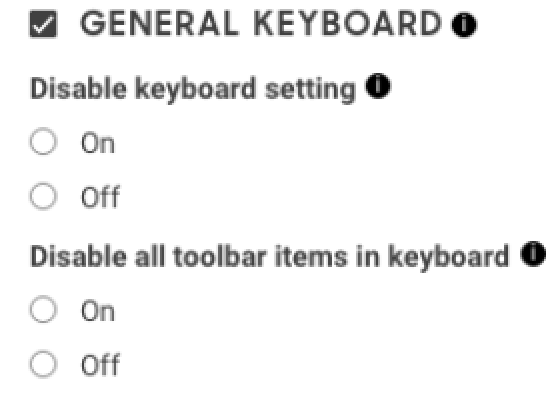 GENERAL KEYBOARD
Disable keyboard setting
On
Off
Disable all toolbar items in keyboard
On
Off